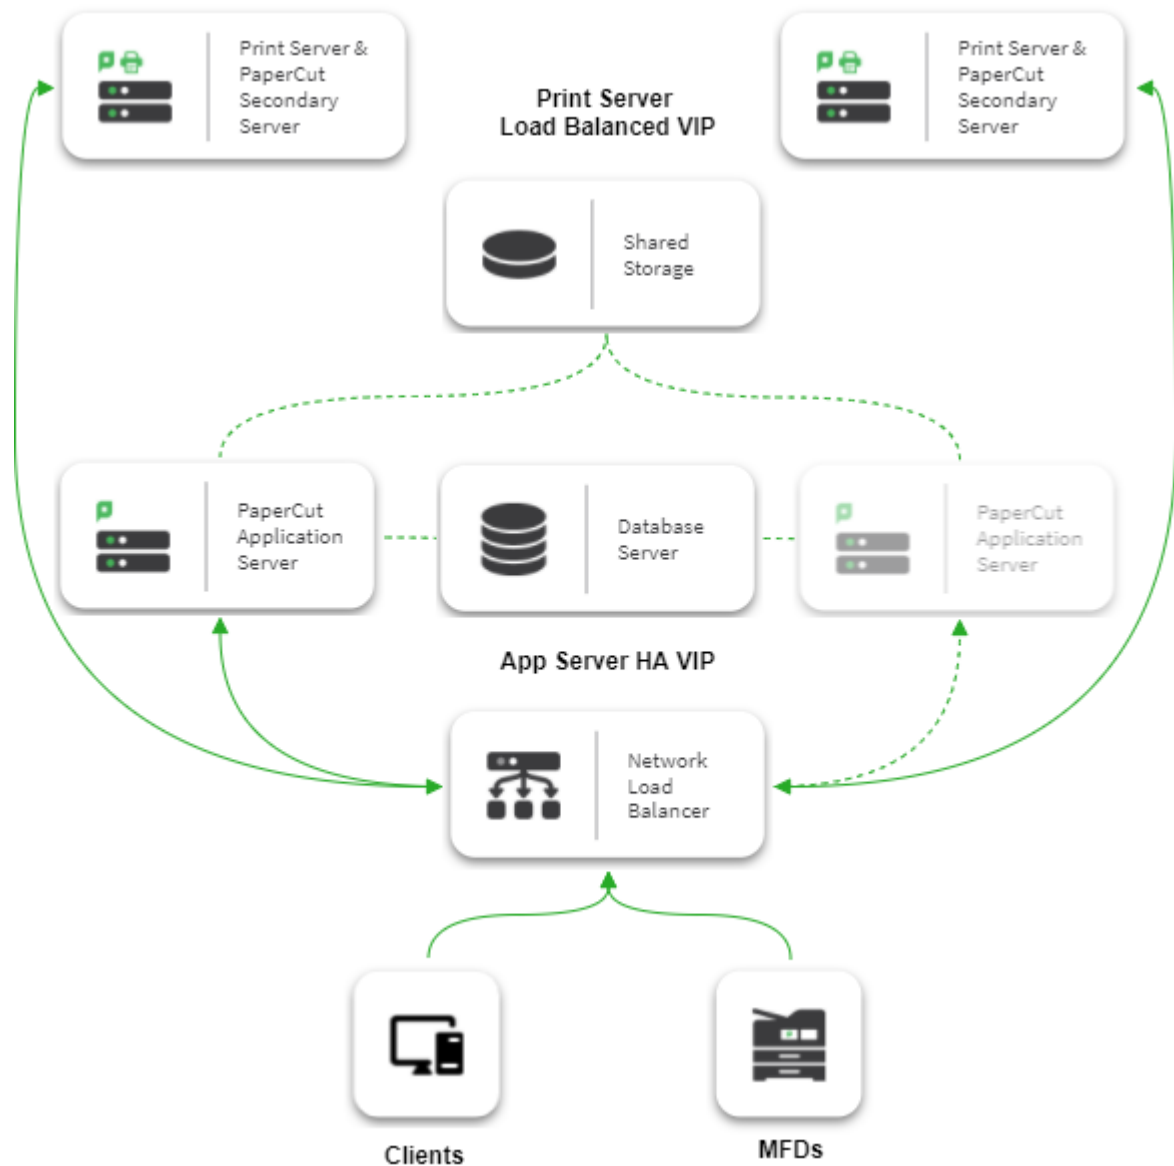 Print Server &
PaperCut
Secondary
Server
Print Server
Load Balanced VIP
Print Server &
PaperCut
Secondary
Server
Shared
Storage
PaperCut
Application
Server
Database
Server
PaperCut
Application
Server
App Server HA VIP
Network
Load
Balancer
Clients
MFDs